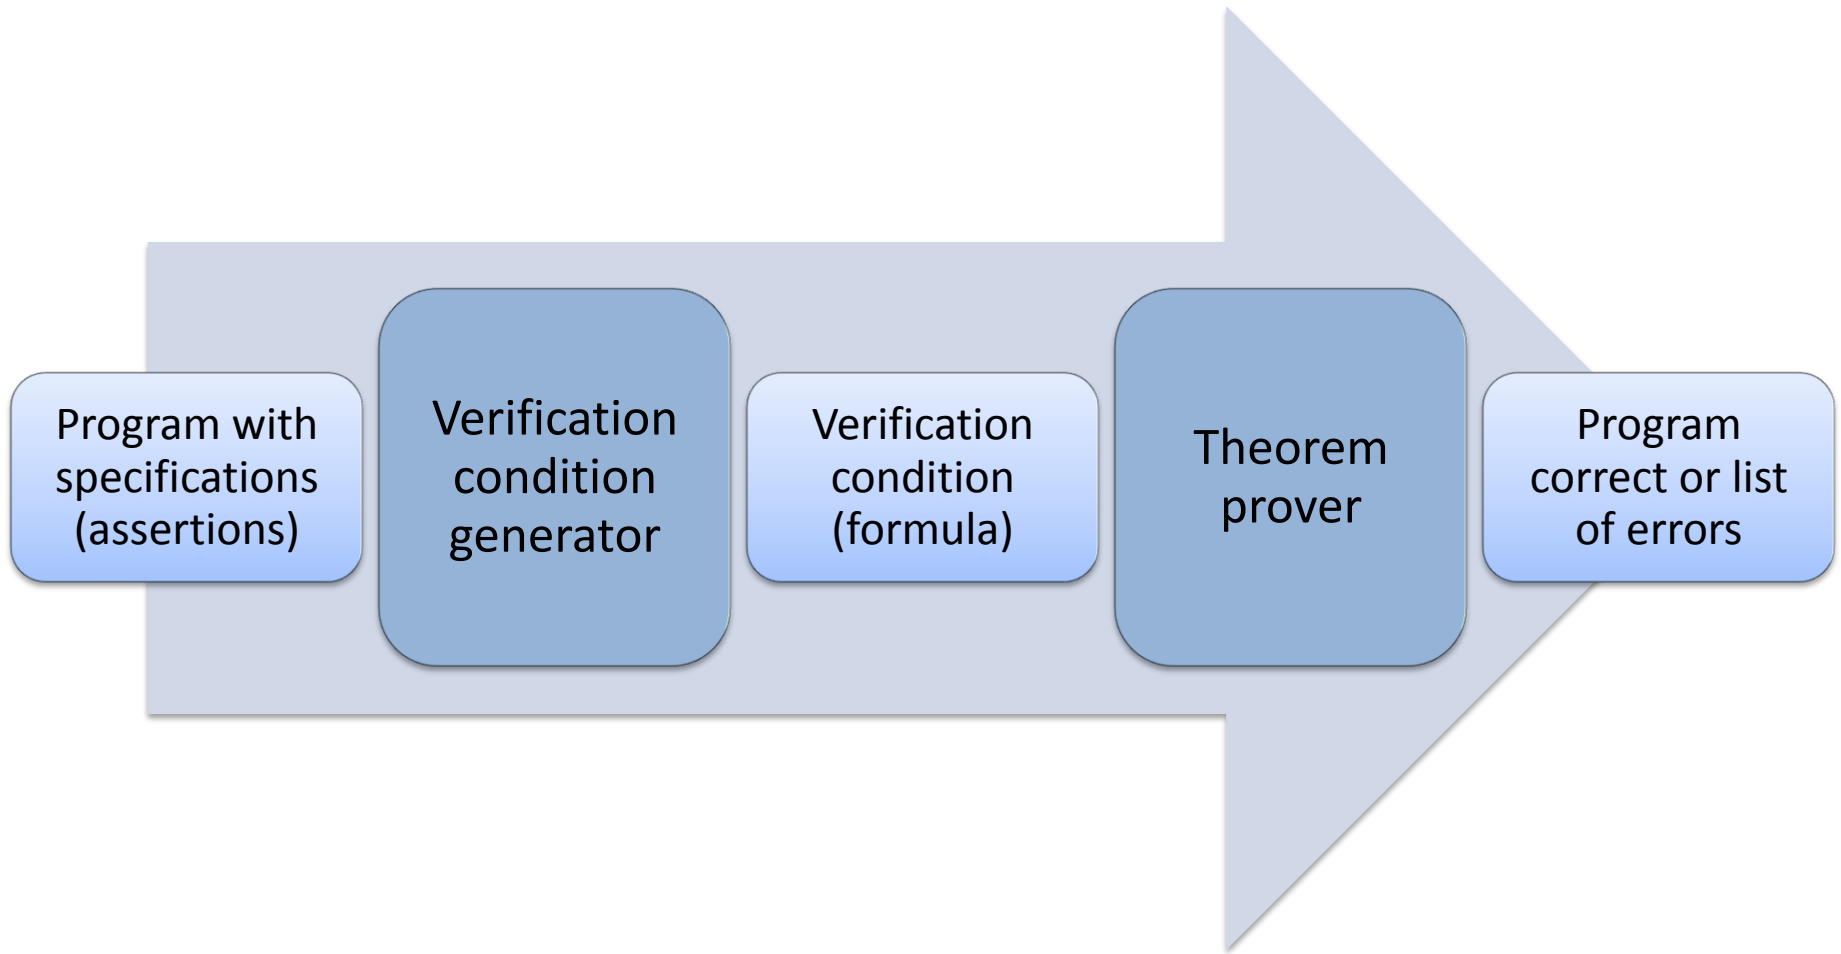 Program with
specifications
(assertions)
Verification
condition
generator
Verification
condition
(formula)
Theorem
prover
Program
correct or list
of errors